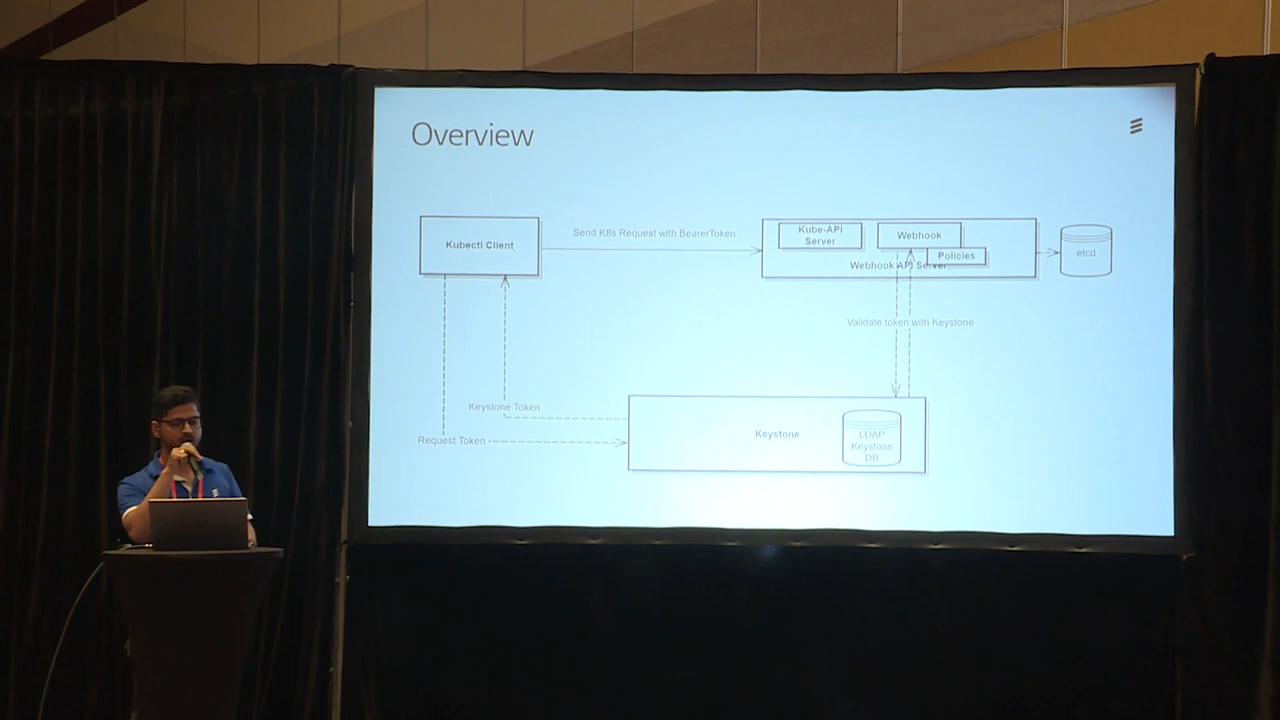 Overview
Kubectl Client
Send K8s Request with BearerToken
Kube-API
Server
Webhook
Policies
Webhook API Server
etcd
Validate token with Keystone
Keystone Token
Request Token
Keystone
LDAP
Keystone
DB